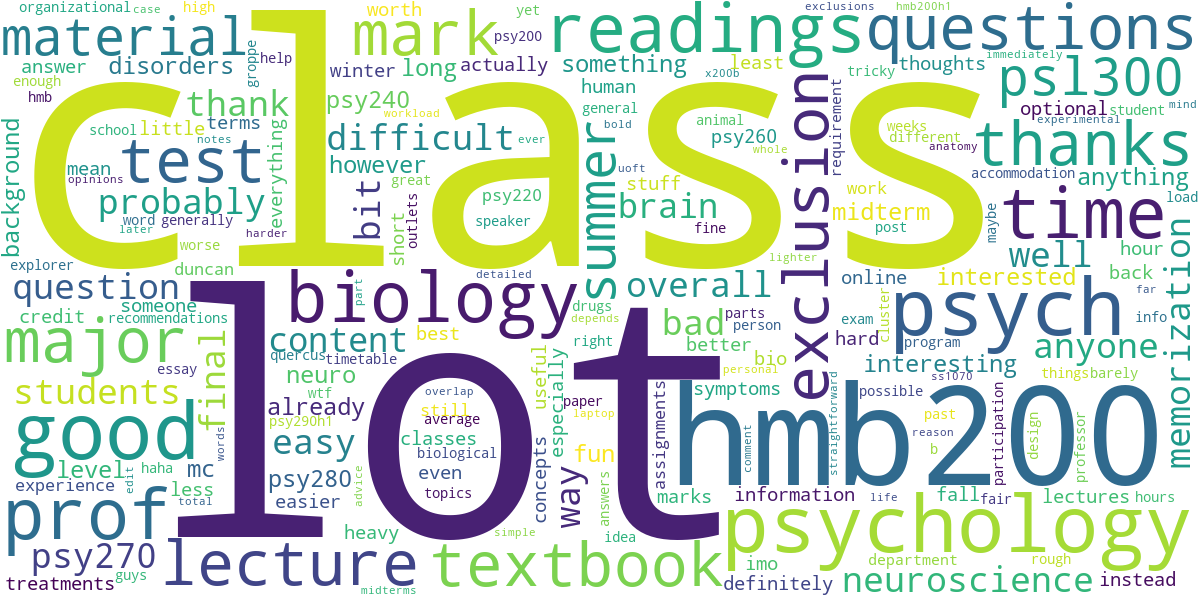 organizational case high worth yet exclusions hmb200h1
class
material mark readings questions
psy200
answer disorders groppe help winter long actually something least thoughts immediately
x200b tricky psl300
enough hmb thank psy240 human optional student mind
workload general requirement
school little terms difficult bold animal psy260 weeks different experimental
notes ever whole anatomy
test however summer thanks
mean everything uoft accommodation
opinions great stuff brain work anything
background probably bit short outlets psy220 fine midterm load
word generally speaker post time
later harder maybe
worse lighter hour well
explorer duncan detailed exclusion online interested back
lot
question biology part drugs overall psych far
someone depends parts cluster info
credit recommendations content best bad person exam memorization
major quercus timetable right better hard program anyone
essay neuro useful bio interesting
final wtf overlap especially symptoms ss1070 things barely
students already still paper personal possible
psy290h1 average laptop hmb200
good words easy classes fun assignments straightforward past participation design professor
level haha mc biological comment reason
edit psy280 even concepts b
experience less easier topics way answers marks information life fall fair lectures hours
total advice
prof heavy simple idea psychology
psy270 lecture textbook imo department rough
treatments guys definitely neuroscience instead
midterms